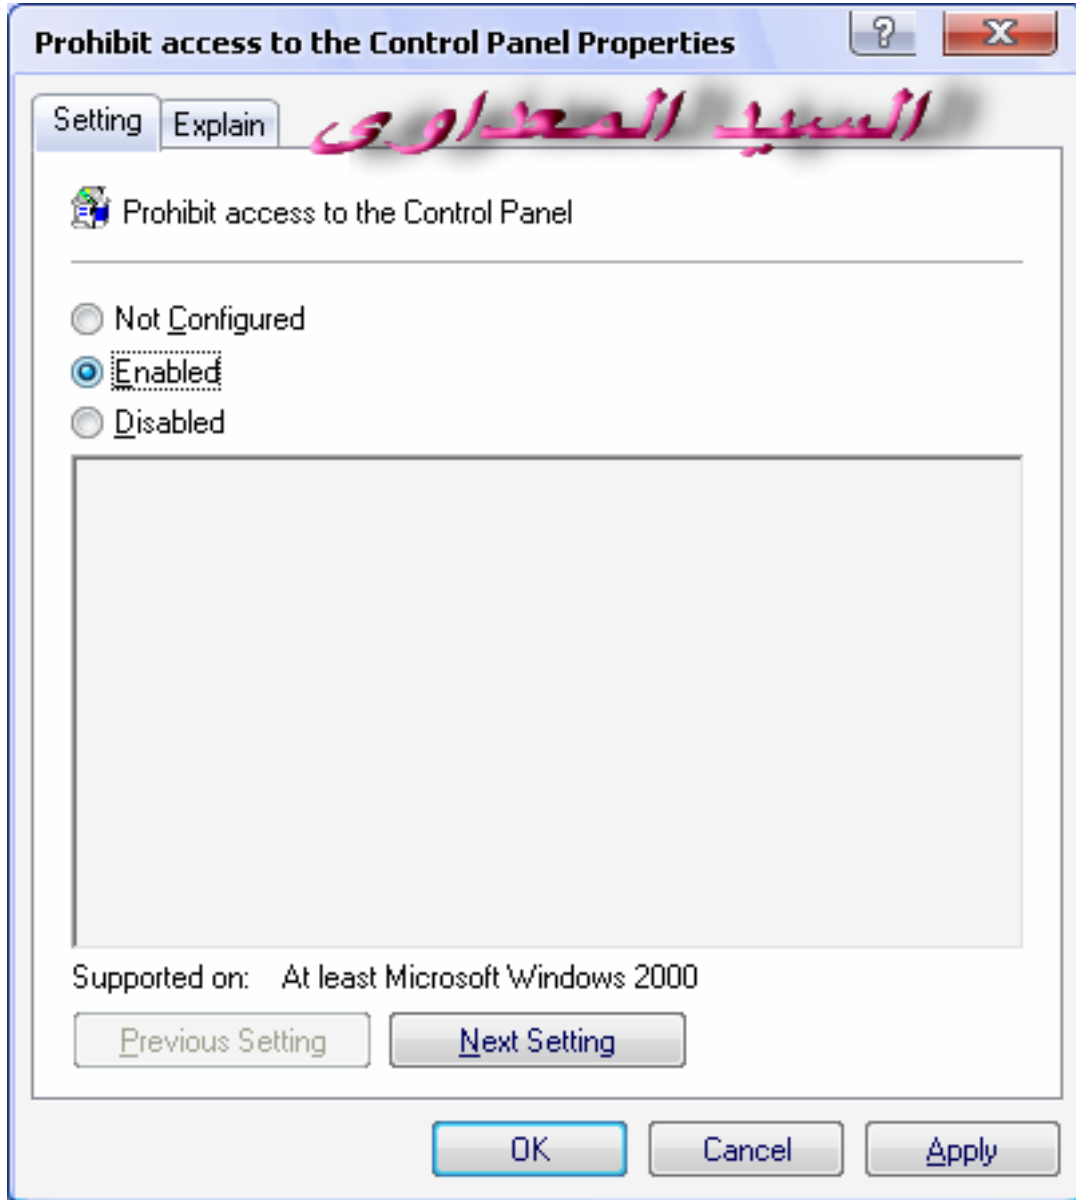 Prohibit access to the Control Panel Properties
?
X
Setting
Explain
السيد المعداوى
Prohibit access to the Control Panel
Not Configured
Enabled
Disabled
Supported on: At least Microsoft Windows 2000
Previous Setting
Next Setting
OK
Cancel
Apply